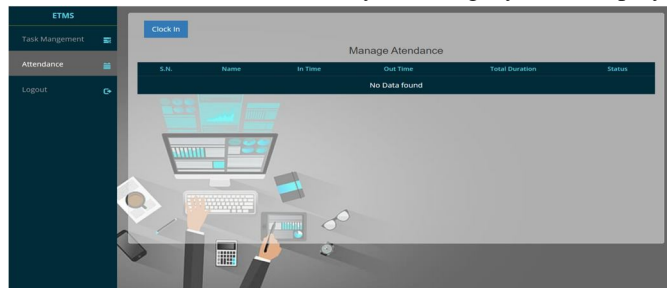 ETMS
Task Mangement
Attendance
Logout
Clock In
Manage Atendance
S.N. Name In Time Out Time Total Duration Status
No Data found